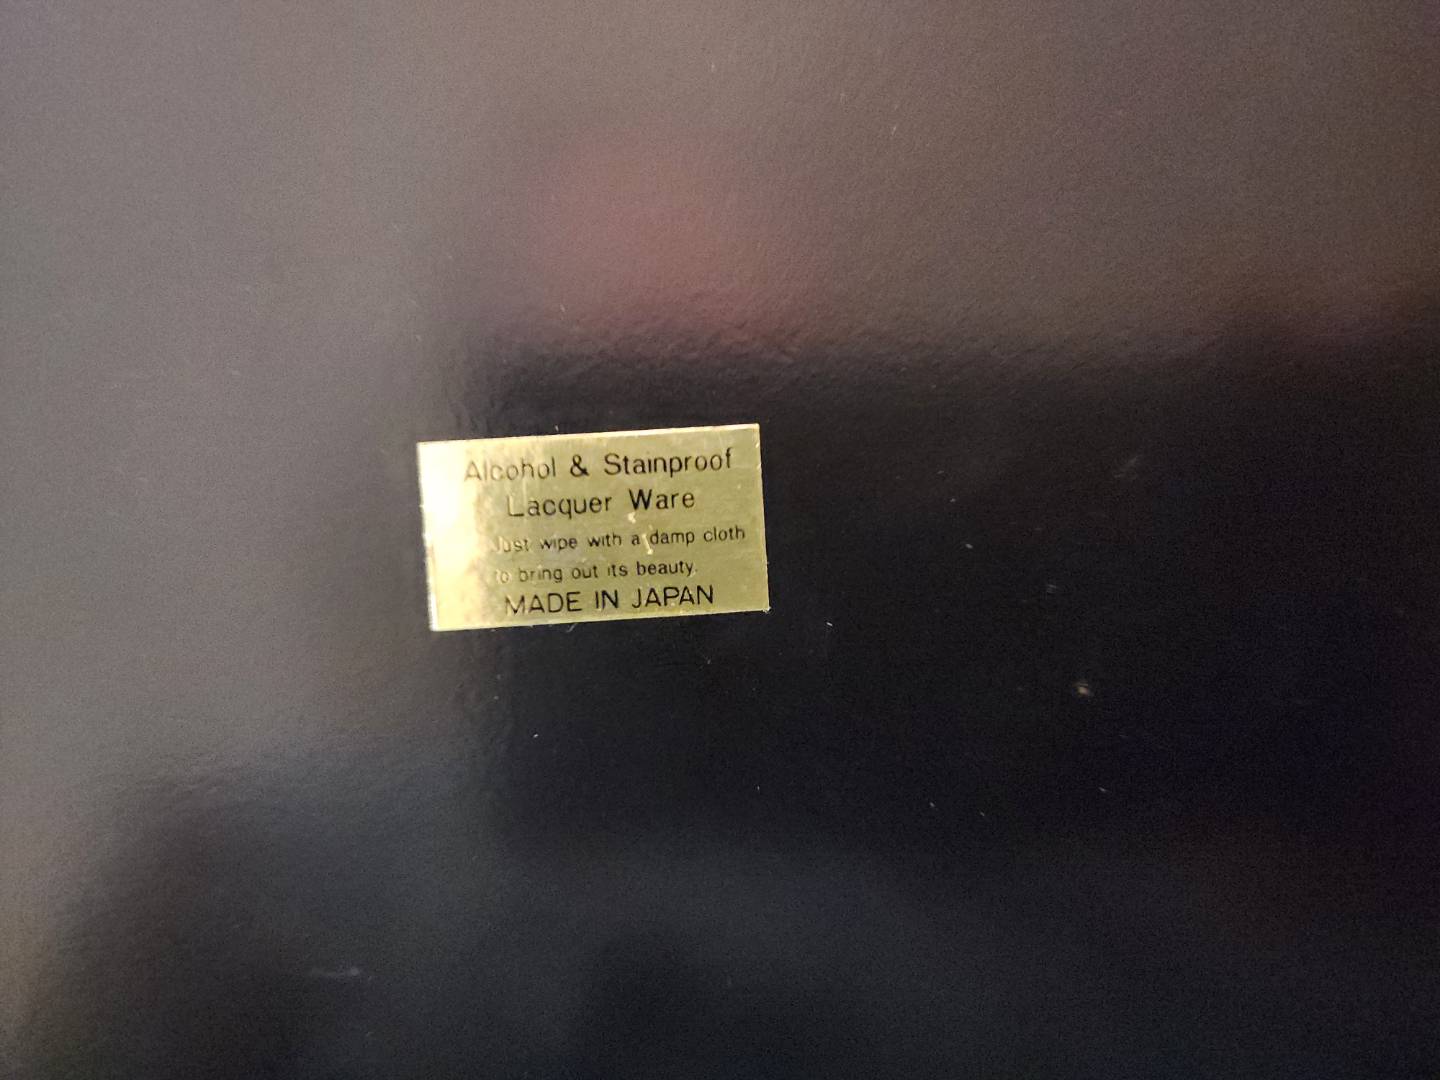 Alcohol & Stainproof
Lacquer Ware
Just wipe with a damp cloth
to bring out its beauty.
MADE IN JAPAN